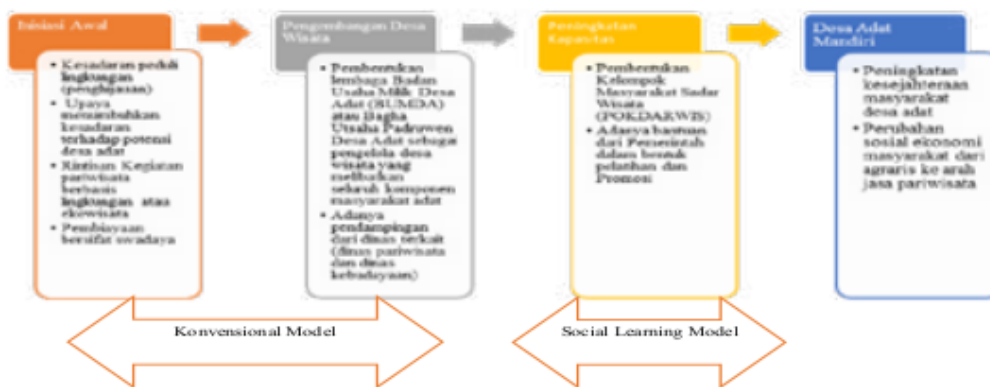 Inisiasi Awal
• Kesadaran peduli
lingkungan
(penghijauan)
• Upaya
menumbuhkan
kesadaran
terhadap potensi
desa adat
• Rintisan Kegiatan
pariwisata
berbasis
lingkungan atau
ekowisata
• Pembiayaan
bersifat swadaya
Pengembangan Desa
Wisata
• Pembentukan
lembaga Badan
Usaha Milik Desa
Adat (BUMDA)
atau Bagha
Utsaha Padruwen
Desa Adat sebagai
pengelola desa
wisata yang
melibatkan
seluruh komponen
masyarakat adat
• Adanya
pendampingan
dari dinas terkait
(dinas pariwisata
dan dinas
kebudayaan)
Peningkatan
Kapasitas
• Pembentukan
Kelompok
Masyarakat Sadar
Wisata
(POKDARWIS)
• Adanya bantuan
dari Pemerintah
dalam bentuk
pelatihan dan
Promosi
Desa Adat
Mandiri
• Peningkatan
kesejahteraan
masyarakat
desa adat
• Perubahan
sosial ekonomi
masyarakat dari
agraris ke arah
jasa pariwisata
Konvensional Model
Social Learning Model